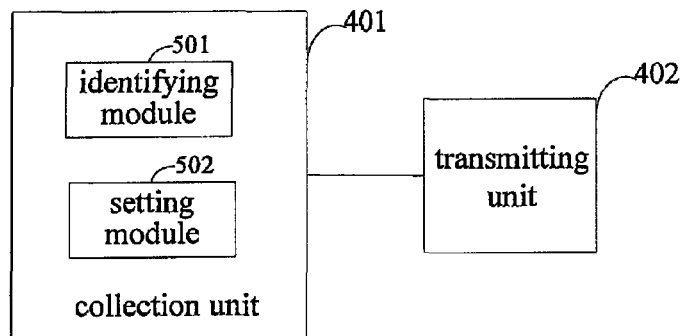 501
identifying
module
502
setting
module
collection unit
401
transmitting
unit
402